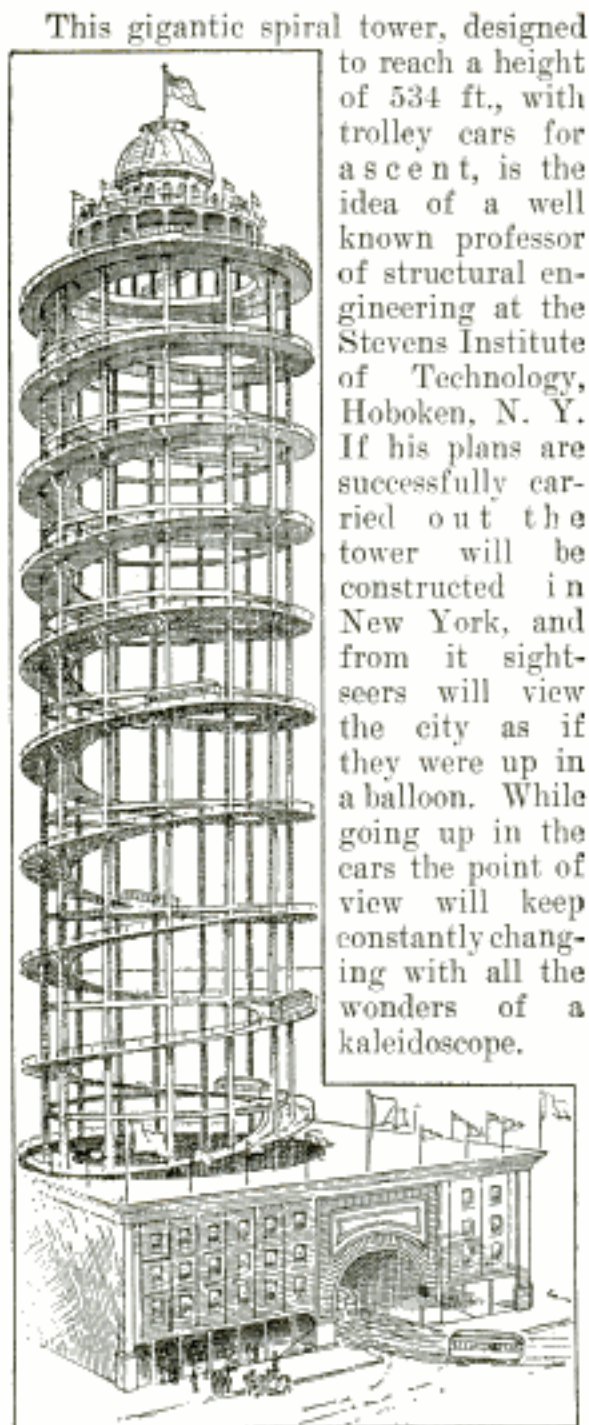 This gigantic spiral tower, designed
to reach a height
of 534 ft., with
trolley cars for
ascent, is the
idea of a well
known professor
of structural en-
gineering at the
Stevens Institute
of Technology,
Hoboken, N. Y.
If his plans are
successfully car-
ried out the
tower will be
constructed in
New York, and
from it sight-
seers will view
the city as if
they were up in
a balloon. While
going up in the
cars the point of
view will keep
constantly chang-
ing with all the
wonders of a
kaleidoscope.